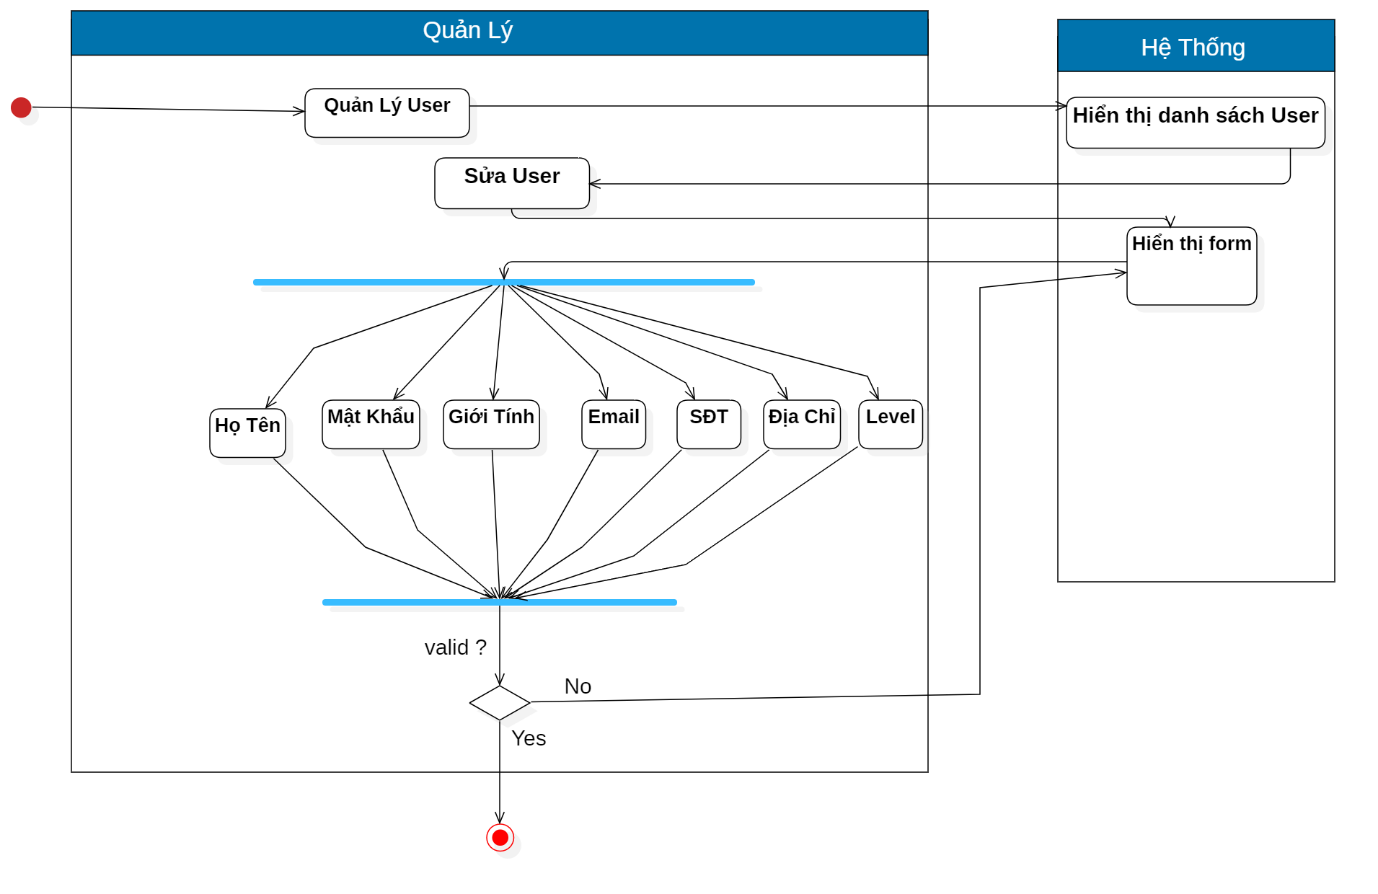 Quản Lý
Hệ Thống
Quản Lý User
Hiển thị danh sách User
Sửa User
Hiển thị form
Họ Tên
Mật Khẩu
Giới Tính
Email
SĐT
Địa Chỉ
Level
valid ?
No
Yes